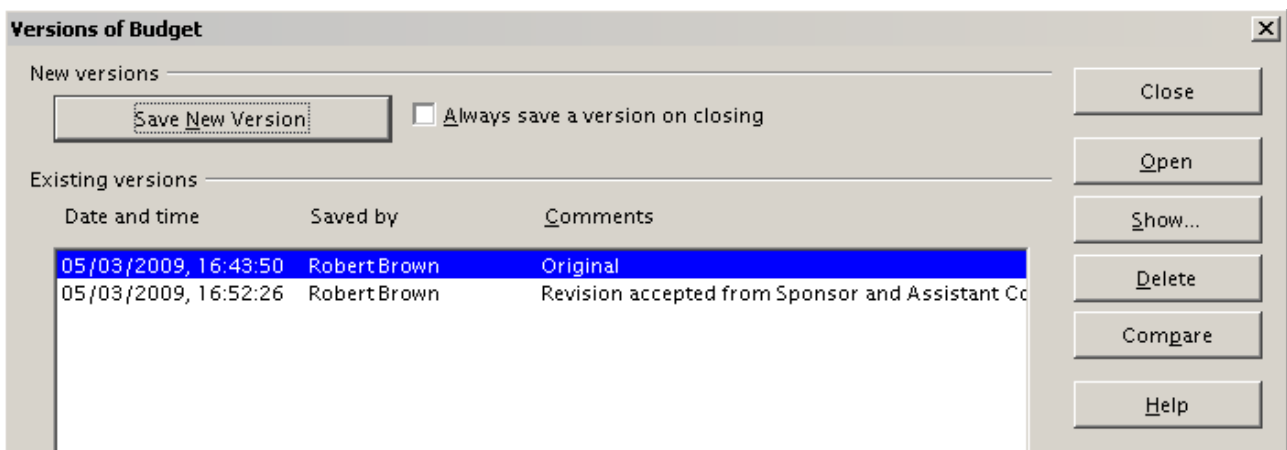 Versions of Budget
New versions
Save New Version
Always save a version on closing
Close
Open
Existing versions
Date and time Saved by Comments
Show...
05/03/2009, 16:43:50 Robert Brown Original
05/03/2009, 16:52:26 Robert Brown Revision accepted from Sponsor and Assistant
Delete
Compare
Help